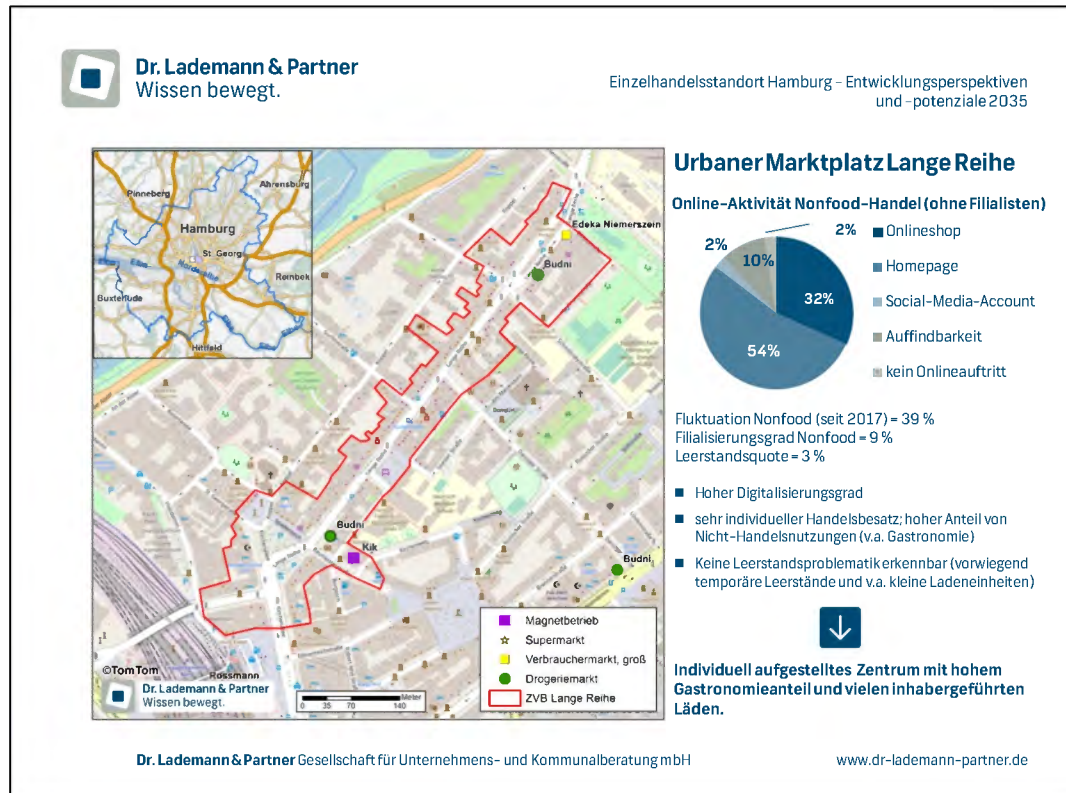 Dr. Lademann & Partner
Wissen bewegt.
Einzelhandelsstandort Hamburg – Entwicklungsperspektiven
und -potenziale 2035
Pinneberg
Ahrensburg
Hamburg
St. Georg
Elbe
Norderelbe
Reinbek
Buxtehude
Hittfeld
Edeka Niemerszein
Budni
Budni
Kik
Budni
Rossmann
©TomTom
Dr. Lademann & Partner
Wissen bewegt.
Meter
0 35 70 140
Magnetbetrieb
Supermarkt
Verbrauchermarkt, groß
Drogeriemarkt
ZVB Lange Reihe
Urbaner Marktplatz Lange Reihe
Online-Aktivität Nonfood-Handel (ohne Filialisten)
2%
2%
10%
32%
54%
Onlineshop
Homepage
Social-Media-Account
Auffindbarkeit
kein Onlineauftritt
Fluktuation Nonfood (seit 2017) = 39 %
Filialisierungsgrad Nonfood = 9 %
Leerstandsquote = 3 %
Hoher Digitalisierungsgrad
sehr individueller Handelsbesatz; hoher Anteil von
Nicht-Handelsnutzungen (v.a. Gastronomie)
Keine Leerstandsproblematik erkennbar (vorwiegend
temporäre Leerstände und v.a. kleine Ladeneinheiten)
Individuell aufgestelltes Zentrum mit hohem
Gastronomieanteil und vielen inhabergeführten
Läden.
Dr. Lademann & Partner Gesellschaft für Unternehmens- und Kommunalberatung mbH
www.dr-lademann-partner.de